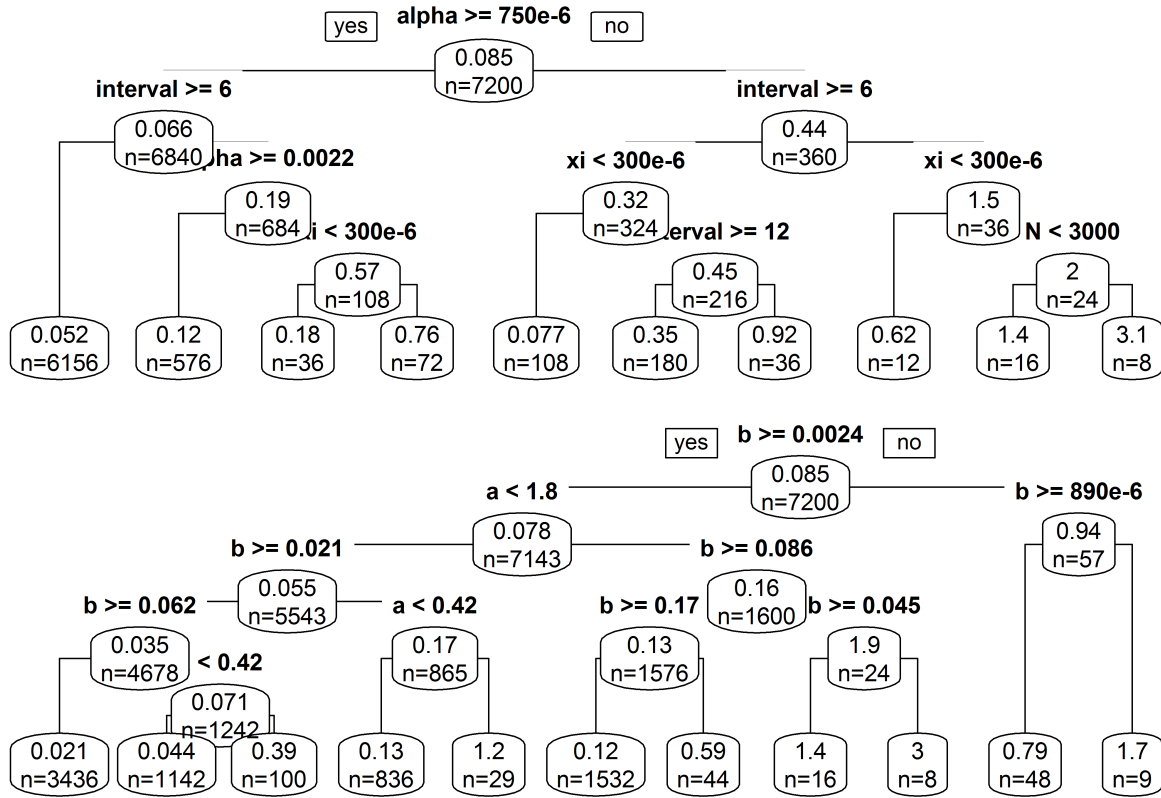 yes alpha >= 750e-6 no
0.085
n=7200
interval >= 6 interval >= 6
0.066 0.44
n=6840 n=360
pha >= 0.0022 xi < 300e-6 xi < 300e-6
0.19 0.32 1.5
n=684 n=324 n=36
i < 300e-6 terval >= 12 N < 3000
0.57 0.45 2
n=108 n=216 n=24
0.052 0.12 0.18 0.76 0.077 0.35 0.92 0.62 1.4 3.1
n=6156 n=576 n=36 n=72 n=108 n=180 n=36 n=12 n=16 n=8
yes b >= 0.0024 no
0.085
n=7200
a < 1.8 b >= 890e-6
0.078 0.94
n=7143 n=57
b >= 0.021 b >= 0.086
0.055 0.16
n=5543 n=1600
b >= 0.062 a < 0.42 b >= 0.17 b >= 0.045
0.035 0.17 0.13 1.9
n=4678 n=865 n=1576 n=24
< 0.42
0.071
n=1242
0.021 0.044 0.39 0.13 1.2 0.12 0.59 1.4 3 0.79 1.7
n=3436 n=1142 n=100 n=836 n=29 n=1532 n=44 n=16 n=8 n=48 n=9